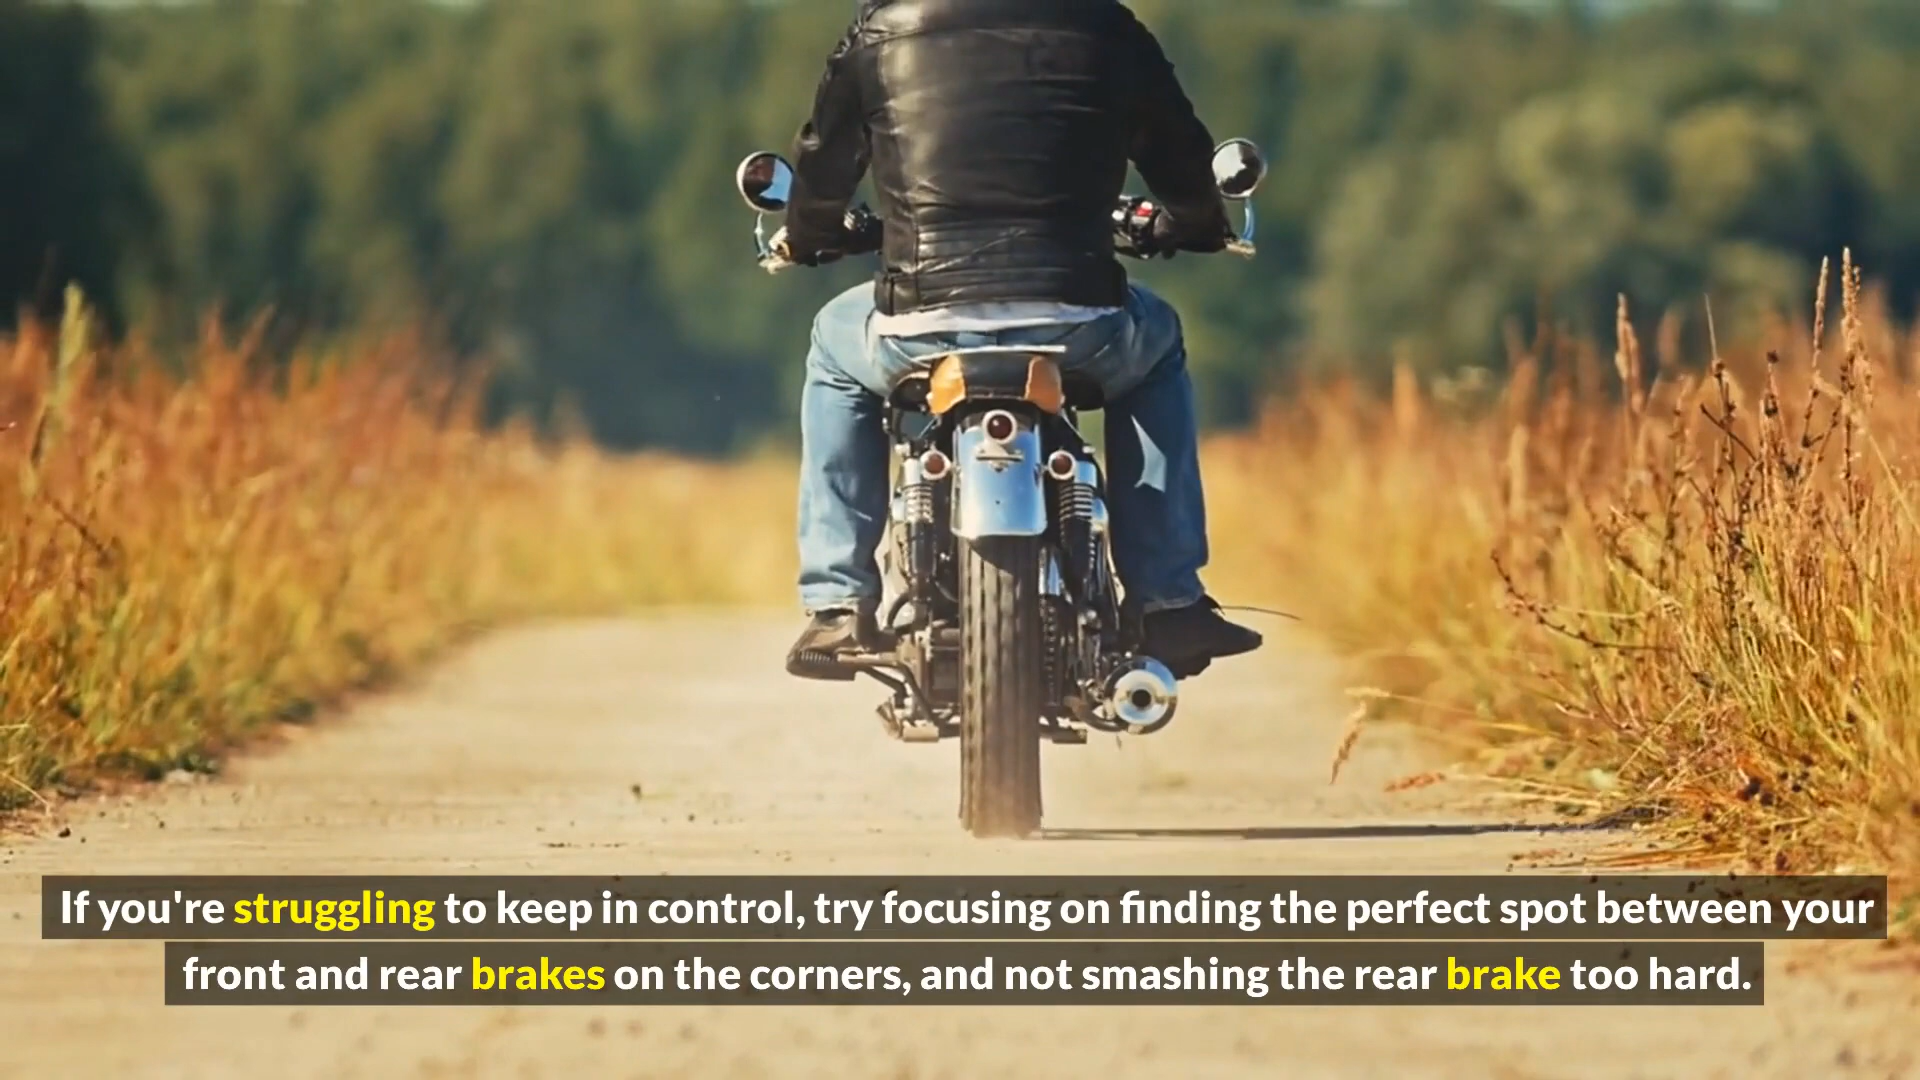 If you're struggling to keep in control, try focusing on finding the perfect spot between your
front and rear brakes on the corners, and not smashing the rear brake too hard.